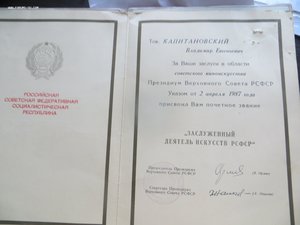 РОССИЙСКАЯ
СОВЕТСКАЯ ФЕДЕРАТИВНАЯ
СОЦИАЛИСТИЧЕСКАЯ
РЕСПУБЛИКА
Тов. КАПИТАНОВСКИЙ
Владимир Евгеньевич
За Ваши заслуги в области
советского киноискусства
Президиум Верховного Совета РСФСР
Указом от 2 апреля 1987 года
присвоил Вам почетное звание
"ЗАСЛУЖЕННЫЙ
ДЕЯТЕЛЬ ИСКУССТВ РСФСР"
Председатель Президиума
Верховного Совета РСФСР
Секретарь Президиума
Верховного Совета РСФСР